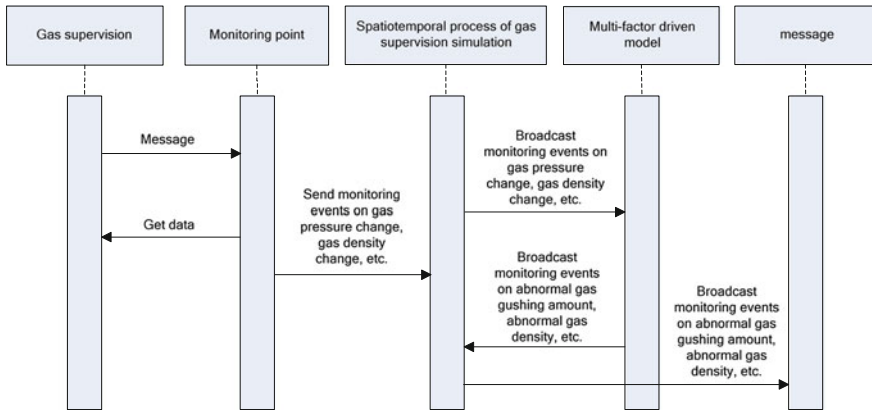 Gas supervision
Monitoring point
Spatiotemporal process of gas
supervision simulation
Multi-factor driven
model
message
Message
Get data
Send monitoring
events on gas
pressure change,
gas density
change, etc.
Broadcast
monitoring events on
gas pressure
change, gas density
change, etc.
Broadcast
monitoring events
on abnormal gas
gushing amount,
abnormal gas
density, etc.
Broadcast
monitoring events
on abnormal gas
gushing amount,
abnormal gas
density, etc.